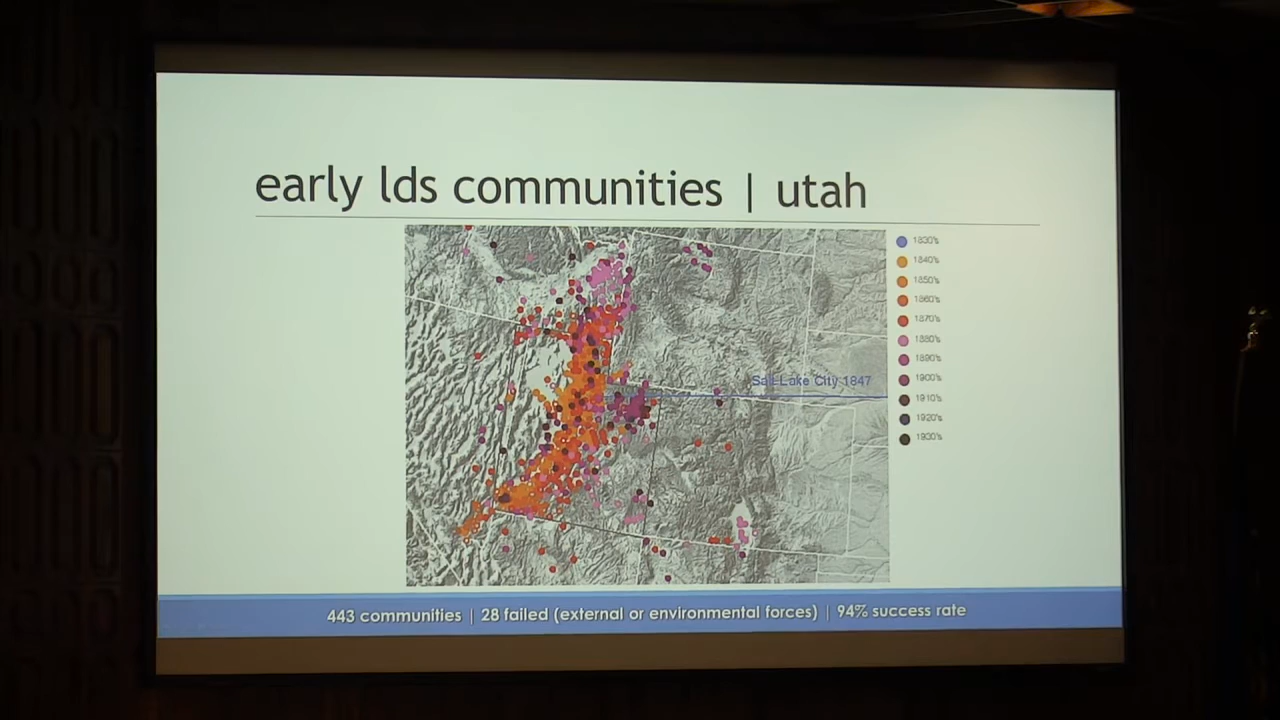 early lds communities | utah
1830's
1840's
1850's
1860's
1870's
1880's
1890's
1900's
1910's
1920's
1930's
Salt Lake City 1847
443 communities | 28 failed (external or environmental forces) | 94% success rate